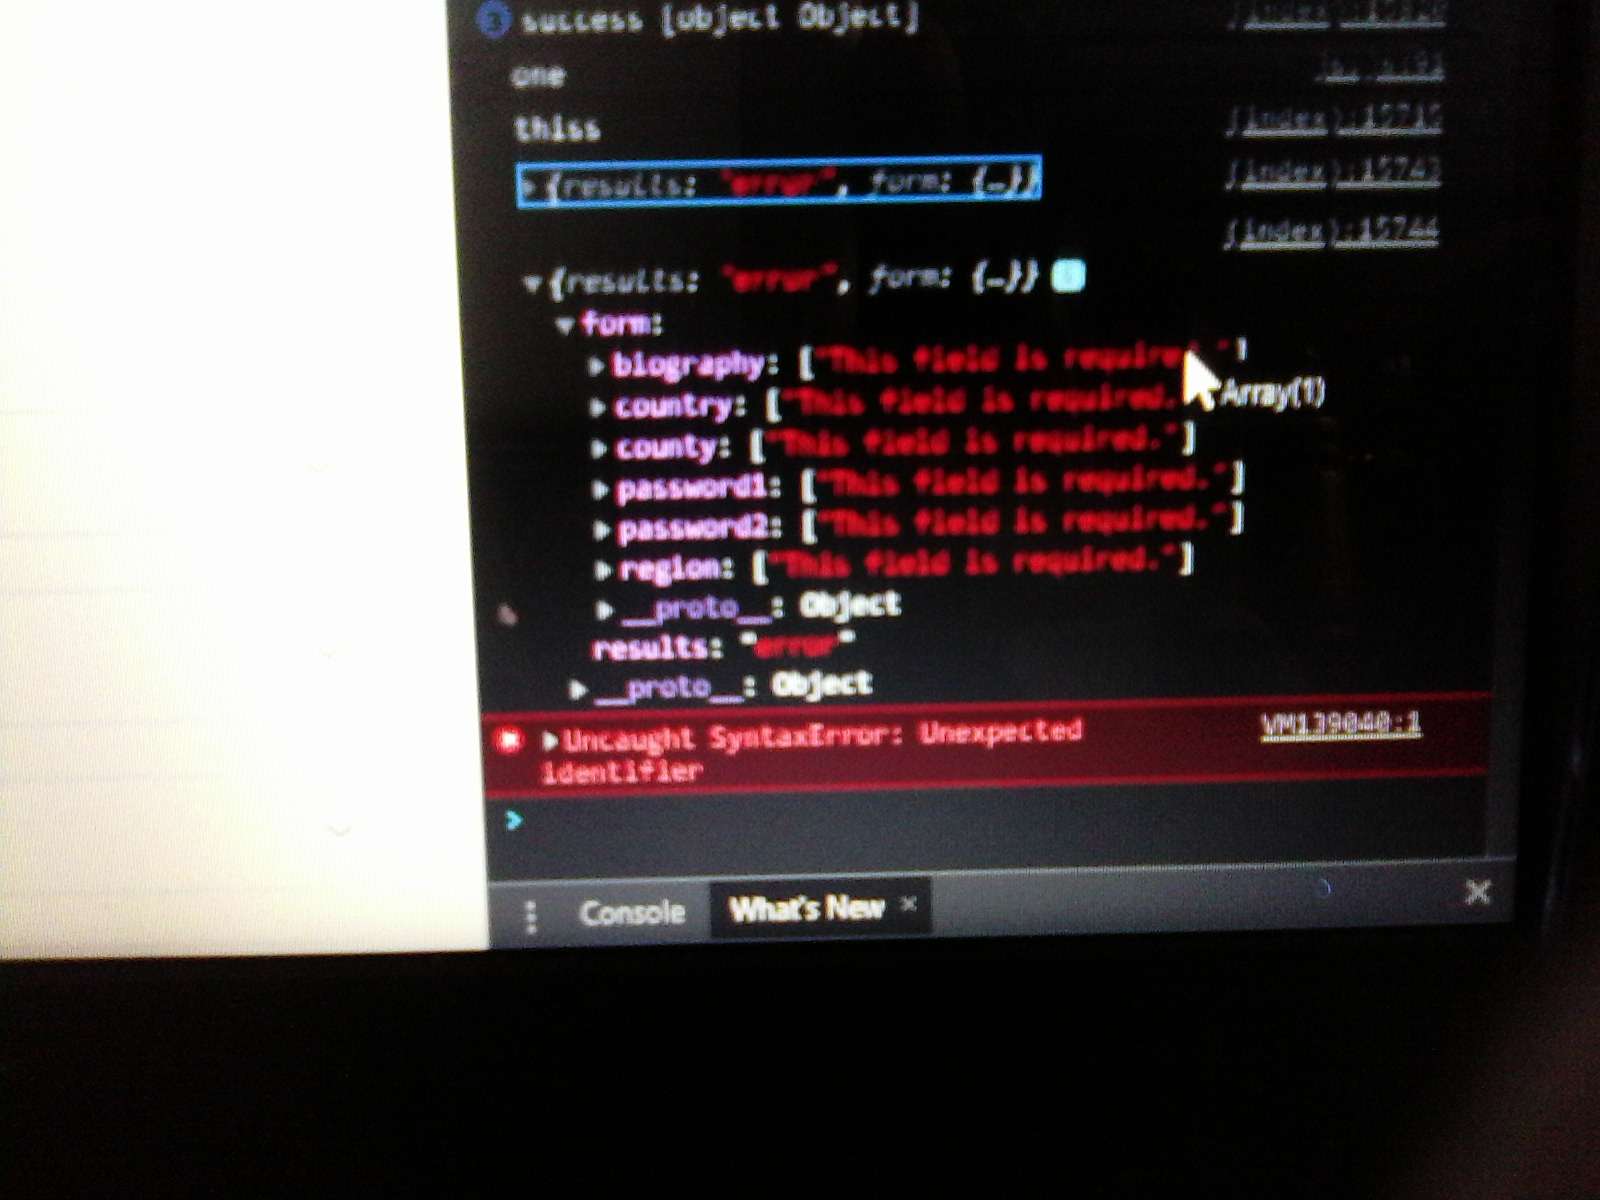 success [object Object]
one
thiss (index):15715
{results: "error", form: {…}} (index):15743
(index):15744
{results: "error", form: {…}}
form:
biography: ["This field is required."]
country: ["This field is required. Array(1)
county: ["This field is required."]
password1: ["This field is required."]
password2: ["This field is required."]
region: ["This field is required."]
__proto__: Object
results: "error"
__proto__: Object
Uncaught SyntaxError: Unexpected VM139040:1
identifier
Console What's New